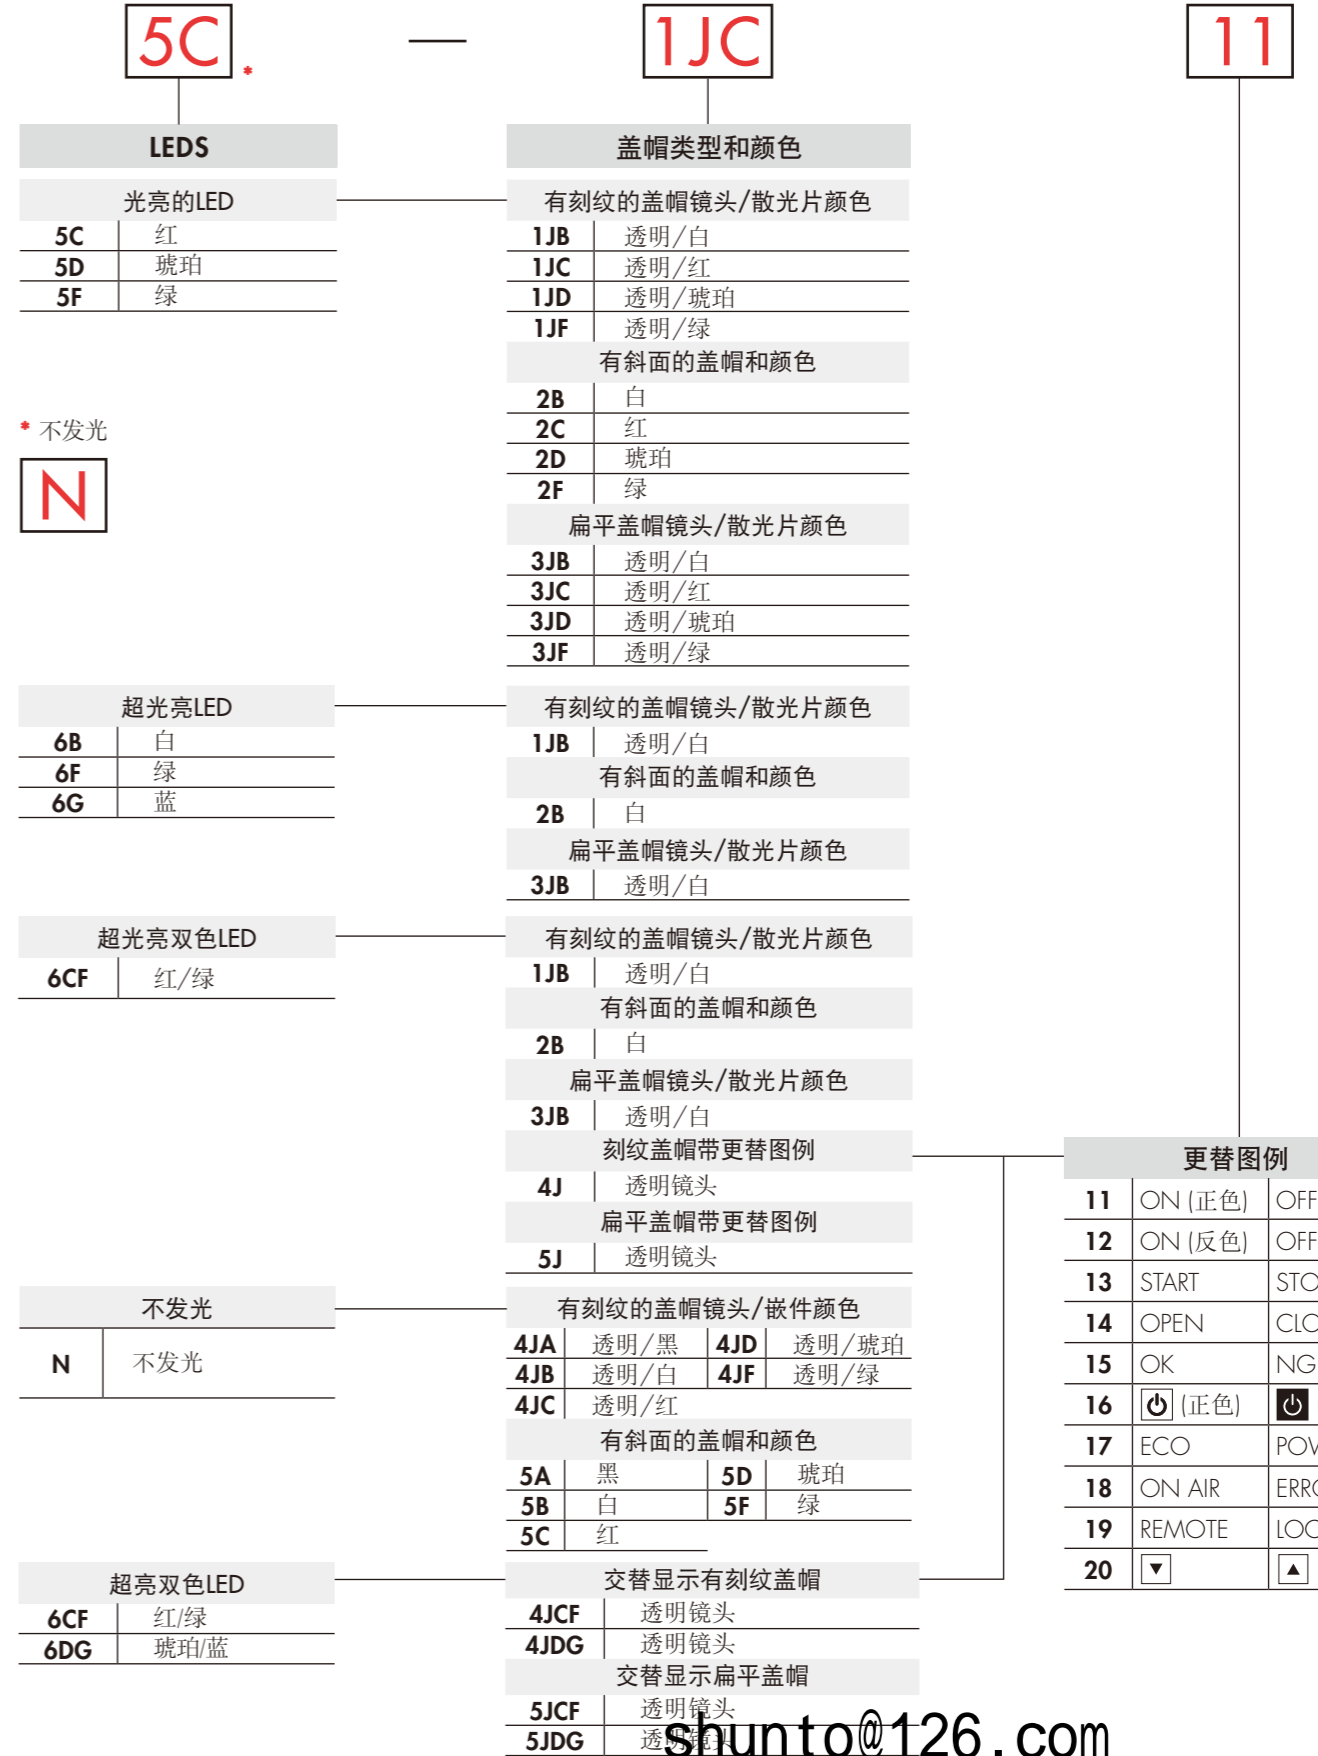 5C * — 1JC 11
LEDS
光亮的LED
5C 红
5D 琥珀
5F 绿
* 不发光
N
超光亮LED
6B 白
6F 绿
6G 蓝
超光亮双色LED
6CF 红/绿
不发光
N 不发光
超亮双色LED
6CF 红/绿
6DG 琥珀/蓝
盖帽类型和颜色
有刻纹的盖帽镜头/散光片颜色
1JB 透明/白
1JC 透明/红
1JD 透明/琥珀
1JF 透明/绿
有斜面的盖帽和颜色
2B 白
2C 红
2D 琥珀
2F 绿
扁平盖帽镜头/散光片颜色
3JB 透明/白
3JC 透明/红
3JD 透明/琥珀
3JF 透明/绿
有刻纹的盖帽镜头/散光片颜色
1JB 透明/白
有斜面的盖帽和颜色
2B 白
扁平盖帽镜头/散光片颜色
3JB 透明/白
有刻纹的盖帽镜头/散光片颜色
1JB 透明/白
有斜面的盖帽和颜色
2B 白
扁平盖帽镜头/散光片颜色
3JB 透明/白
刻纹盖帽带更替图例
4J 透明镜头
扁平盖帽带更替图例
5J 透明镜头
有刻纹的盖帽镜头/嵌件颜色
4JA 透明/黑 4JD 透明/琥珀
4JB 透明/白 4JF 透明/绿
4JC 透明/红
有斜面的盖帽和颜色
5A 黑 5D 琥珀
5B 白 5F 绿
5C 红
交替显示有刻纹盖帽
4JCF 透明镜头
4JDG 透明镜头
交替显示扁平盖帽
5JCF 透明镜头
5JDG 透明镜头
更替图例
11 ON (正色) OFF
12 ON (反色) OFF
13 START STO
14 OPEN CLO
15 OK NG
16 (正色)
17 ECO POW
18 ON AIR ERRO
19 REMOTE LOC
20 ▼ ▲
shunto@126.com